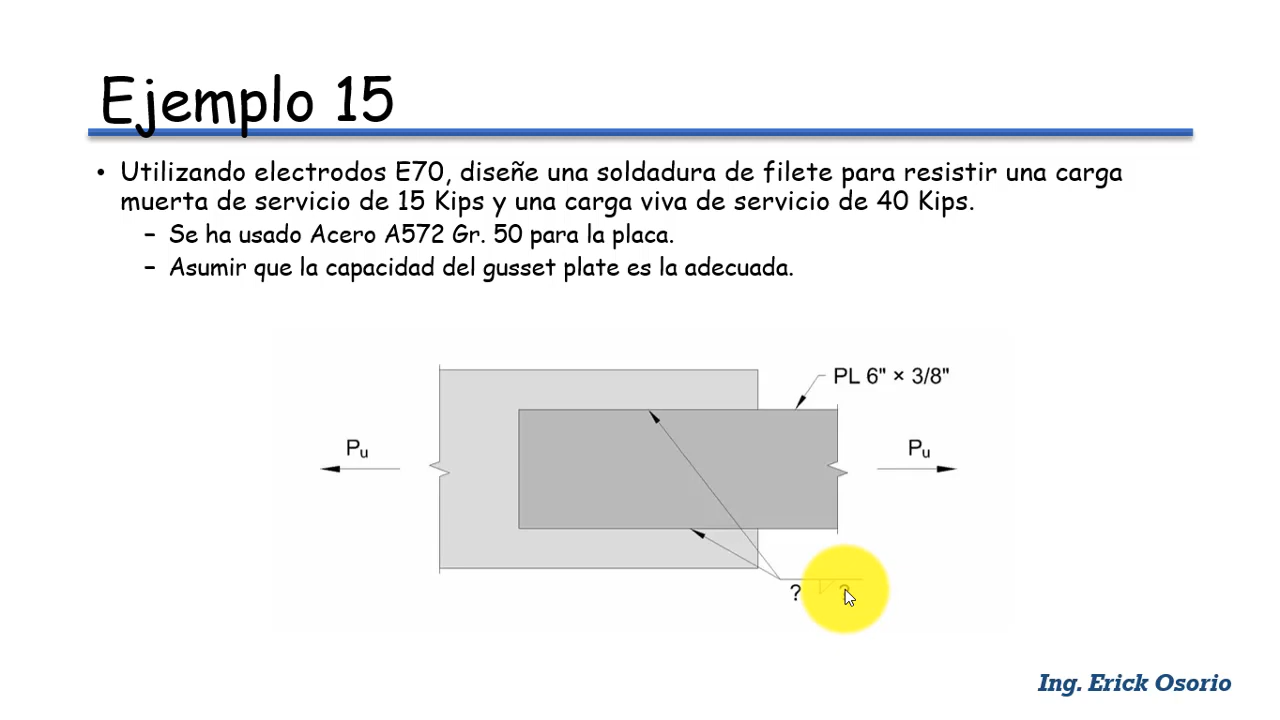 Ejemplo 15
• Utilizando electrodos E70, diseñe una soldadura de filete para resistir una carga
muerta de servicio de 15 Kips y una carga viva de servicio de 40 Kips.
– Se ha usado Acero A572 Gr. 50 para la placa.
– Asumir que la capacidad del gusset plate es la adecuada.
PL 6" × 3/8"
Pu
Pu
? ?
Ing. Erick Osorio